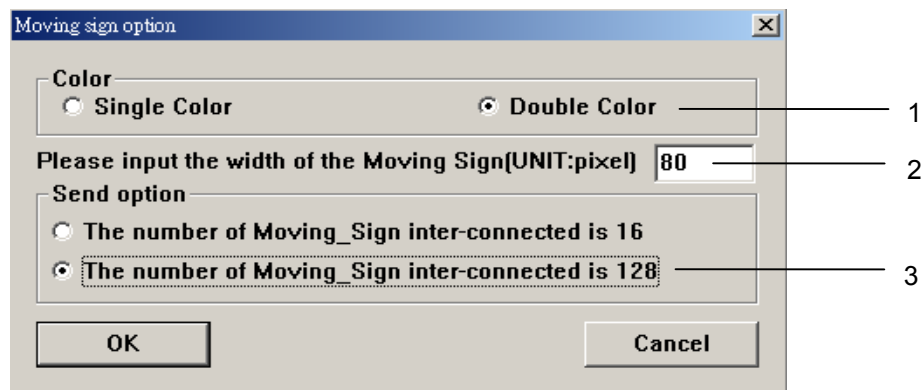 Moving sign option
Color
Single Color Double Color 1
Please input the width of the Moving Sign(UNIT:pixel) 80 2
Send option
The number of Moving_Sign inter-connected is 16
The number of Moving_Sign inter-connected is 128 3
OK Cancel